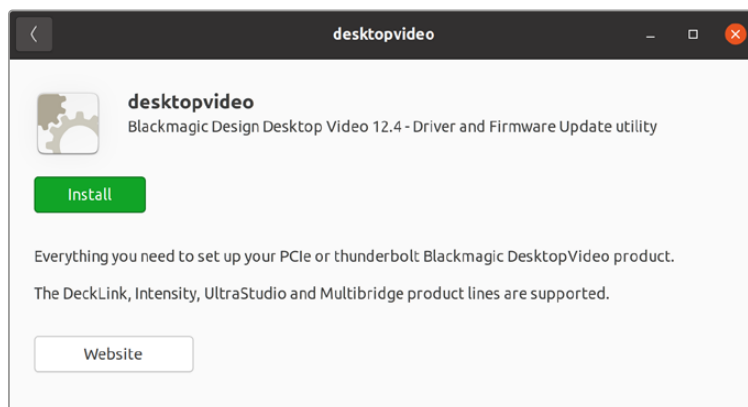 desktopvideo
desktopvideo
Blackmagic Design Desktop Video 12.4 - Driver and Firmware Update utility
Install
Everything you need to set up your PCIe or thunderbolt Blackmagic DesktopVideo product.
The DeckLink, Intensity, UltraStudio and Multibridge product lines are supported.
Website